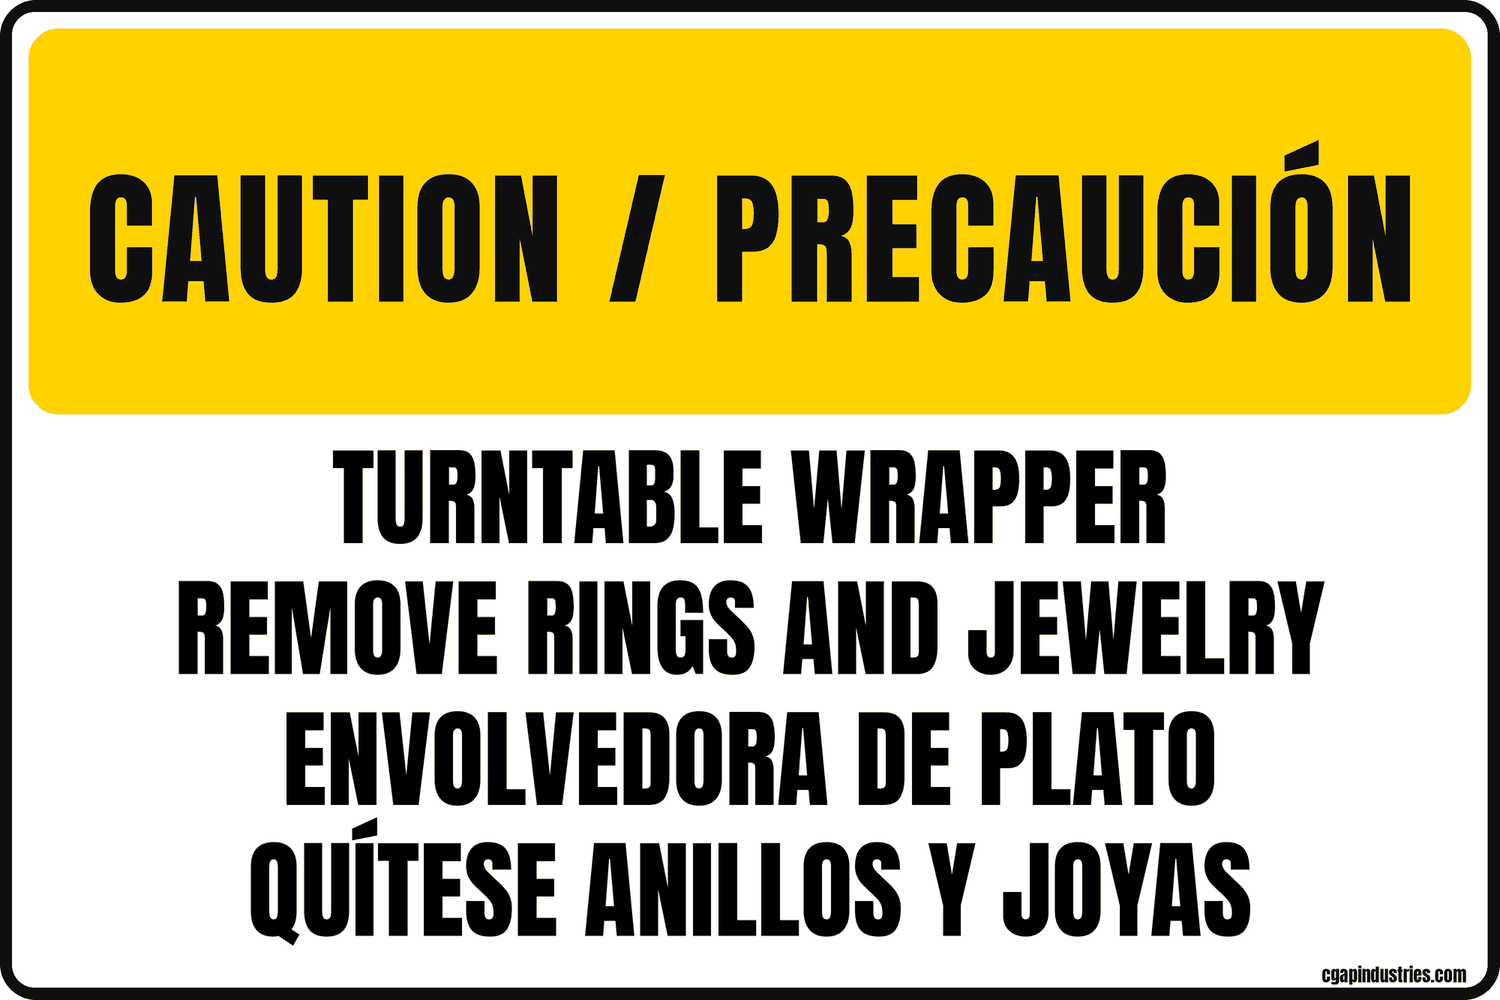 CAUTION / PRECAUCIÓN
TURNTABLE WRAPPER
REMOVE RINGS AND JEWELRY
ENVOLVEDORA DE PLATO
QUÍTESE ANILLOS Y JOYAS
cgapindustries.com